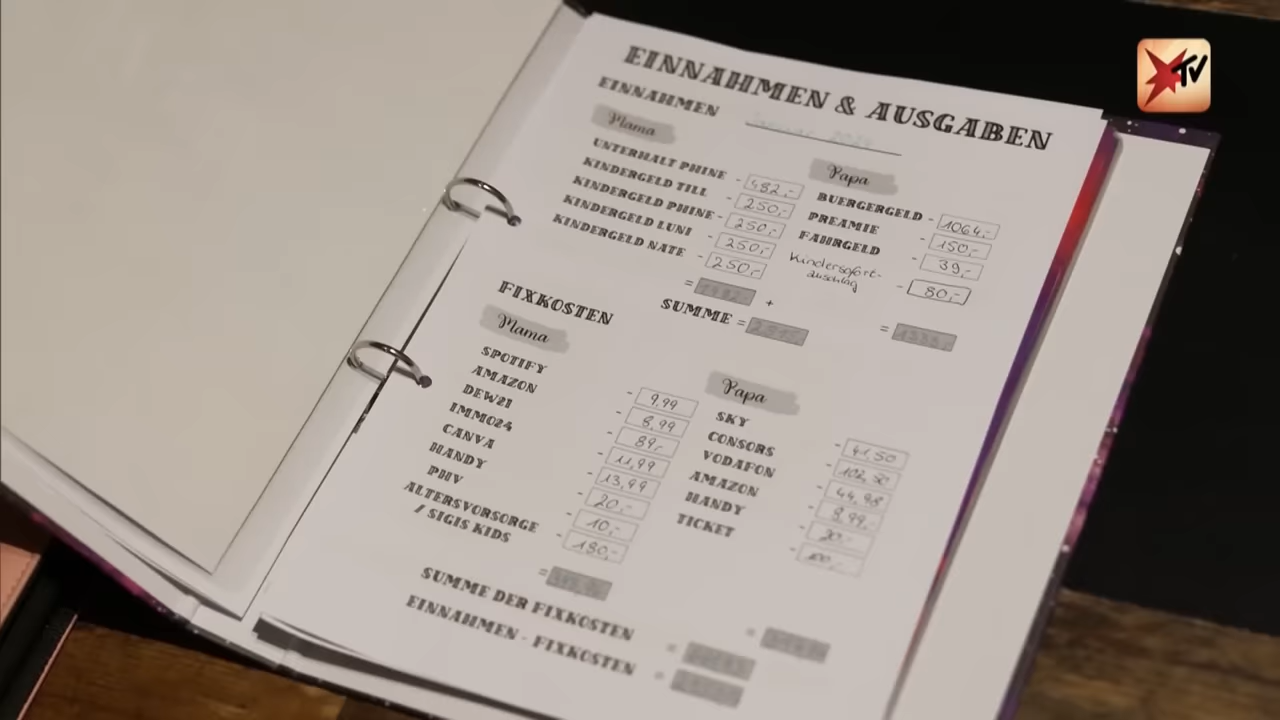 TV
EINNAHMEN & AUSGABEN
EINNAHMEN
Mama
UNTERHALT PHINE - 482,-
KINDERGELD TILL - 250,-
KINDERGELD PHINE - 250,-
KINDERGELD LUNI - 250,-
KINDERGELD NATE - 250,-
=
Papa
BUERGERGELD - 1064,-
PREAMIE - 150,-
FAHRGELD - 39,-
Kindersofort-
zuschlag - 80,-
=
+
SUMME =
FIXKOSTEN
Mama
SPOTIFY - 9,99
AMAZON - 8,99
DEW21 - 89,-
IMMO24 - 11,99
CANVA - 13,99
HANDY - 20,-
PHV - 10,-
ALTERSVORSORGE
/ SIGIS KIDS - 180,-
=
Papa
SKY - 41,50
CONSORS - 102,50
VODAFON - 44,98
AMAZON - 8,99,-
HANDY - 20,-
TICKET -
=
SUMME DER FIXKOSTEN =
EINNAHMEN - FIXKOSTEN =